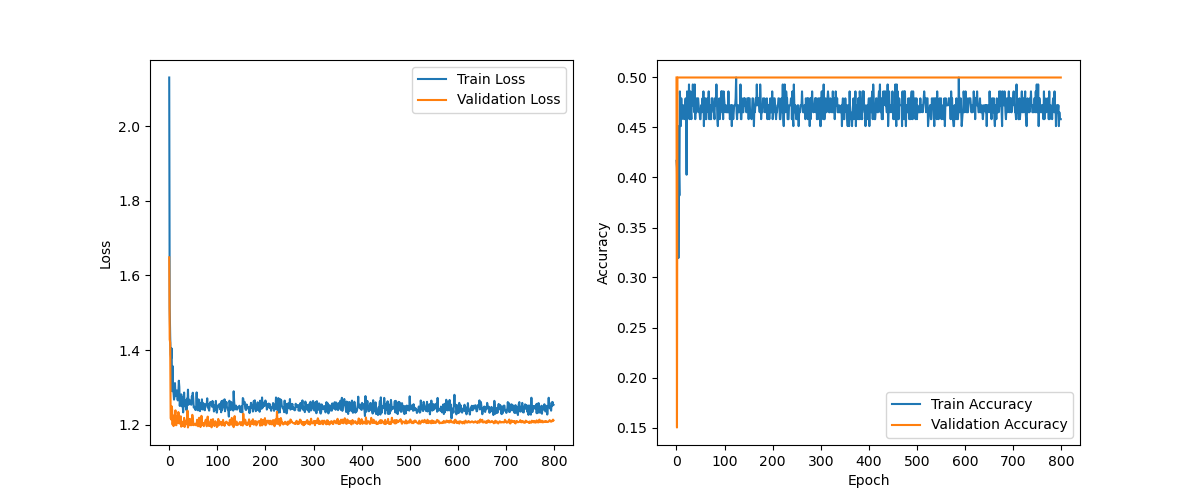 Train Loss
Validation Loss
2.0
1.8
1.6
1.4
1.2
Loss
0 100 200 300 400 500 600 700 800
Epoch
0.50
0.45
0.40
0.35
0.30
0.25
0.20
0.15
Accuracy
Train Accuracy
Validation Accuracy
0 100 200 300 400 500 600 700 800
Epoch